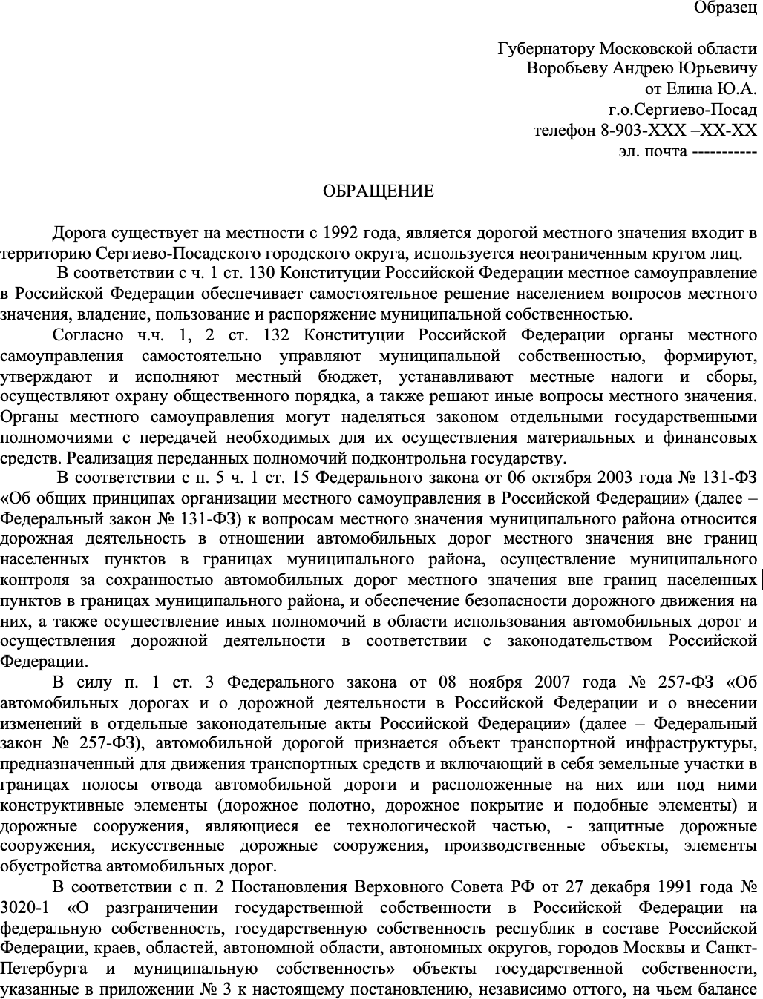 Образец
Губернатору Московской области
Воробьеву Андрею Юрьевичу
от Елина Ю.А.
г.о.Сергиево-Посад
телефон 8-903-ХХХ –ХХ-ХХ
эл. почта -----------
ОБРАЩЕНИЕ
Дорога существует на местности с 1992 года, является дорогой местного значения входит в
территорию Сергиево-Посадского городского округа, используется неограниченным кругом лиц.
В соответствии с ч. 1 ст. 130 Конституции Российской Федерации местное самоуправление
в Российской Федерации обеспечивает самостоятельное решение населением вопросов местного
значения, владение, пользование и распоряжение муниципальной собственностью.
Согласно ч.ч. 1, 2 ст. 132 Конституции Российской Федерации органы местного
самоуправления самостоятельно управляют муниципальной собственностью, формируют,
утверждают и исполняют местный бюджет, устанавливают местные налоги и сборы,
осуществляют охрану общественного порядка, а также решают иные вопросы местного значения.
Органы местного самоуправления могут наделяться законом отдельными государственными
полномочиями с передачей необходимых для их осуществления материальных и финансовых
средств. Реализация переданных полномочий подконтрольна государству.
В соответствии с п. 5 ч. 1 ст. 15 Федерального закона от 06 октября 2003 года № 131-ФЗ
«Об общих принципах организации местного самоуправления в Российской Федерации» (далее –
Федеральный закон № 131-ФЗ) к вопросам местного значения муниципального района относится
дорожная деятельность в отношении автомобильных дорог местного значения вне границ
населенных пунктов в границах муниципального района, осуществление муниципального
контроля за сохранностью автомобильных дорог местного значения вне границ населенных
пунктов в границах муниципального района, и обеспечение безопасности дорожного движения на
них, а также осуществление иных полномочий в области использования автомобильных дорог и
осуществления дорожной деятельности в соответствии с законодательством Российской
Федерации.
В силу п. 1 ст. 3 Федерального закона от 08 ноября 2007 года № 257-ФЗ «Об
автомобильных дорогах и о дорожной деятельности в Российской Федерации и о внесении
изменений в отдельные законодательные акты Российской Федерации» (далее – Федеральный
закон № 257-ФЗ), автомобильной дорогой признается объект транспортной инфраструктуры,
предназначенный для движения транспортных средств и включающий в себя земельные участки в
границах полосы отвода автомобильной дороги и расположенные на них или под ними
конструктивные элементы (дорожное полотно, дорожное покрытие и подобные элементы) и
дорожные сооружения, являющиеся ее технологической частью, - защитные дорожные
сооружения, искусственные дорожные сооружения, производственные объекты, элементы
обустройства автомобильных дорог.
В соответствии с п. 2 Постановления Верховного Совета РФ от 27 декабря 1991 года №
3020-1 «О разграничении государственной собственности в Российской Федерации на
федеральную собственность, государственную собственность республик в составе Российской
Федерации, краев, областей, автономной области, автономных округов, городов Москвы и Санкт-
Петербурга и муниципальную собственность» объекты государственной собственности,
указанные в приложении № 3 к настоящему постановлению, независимо оттого, на чьем балансе